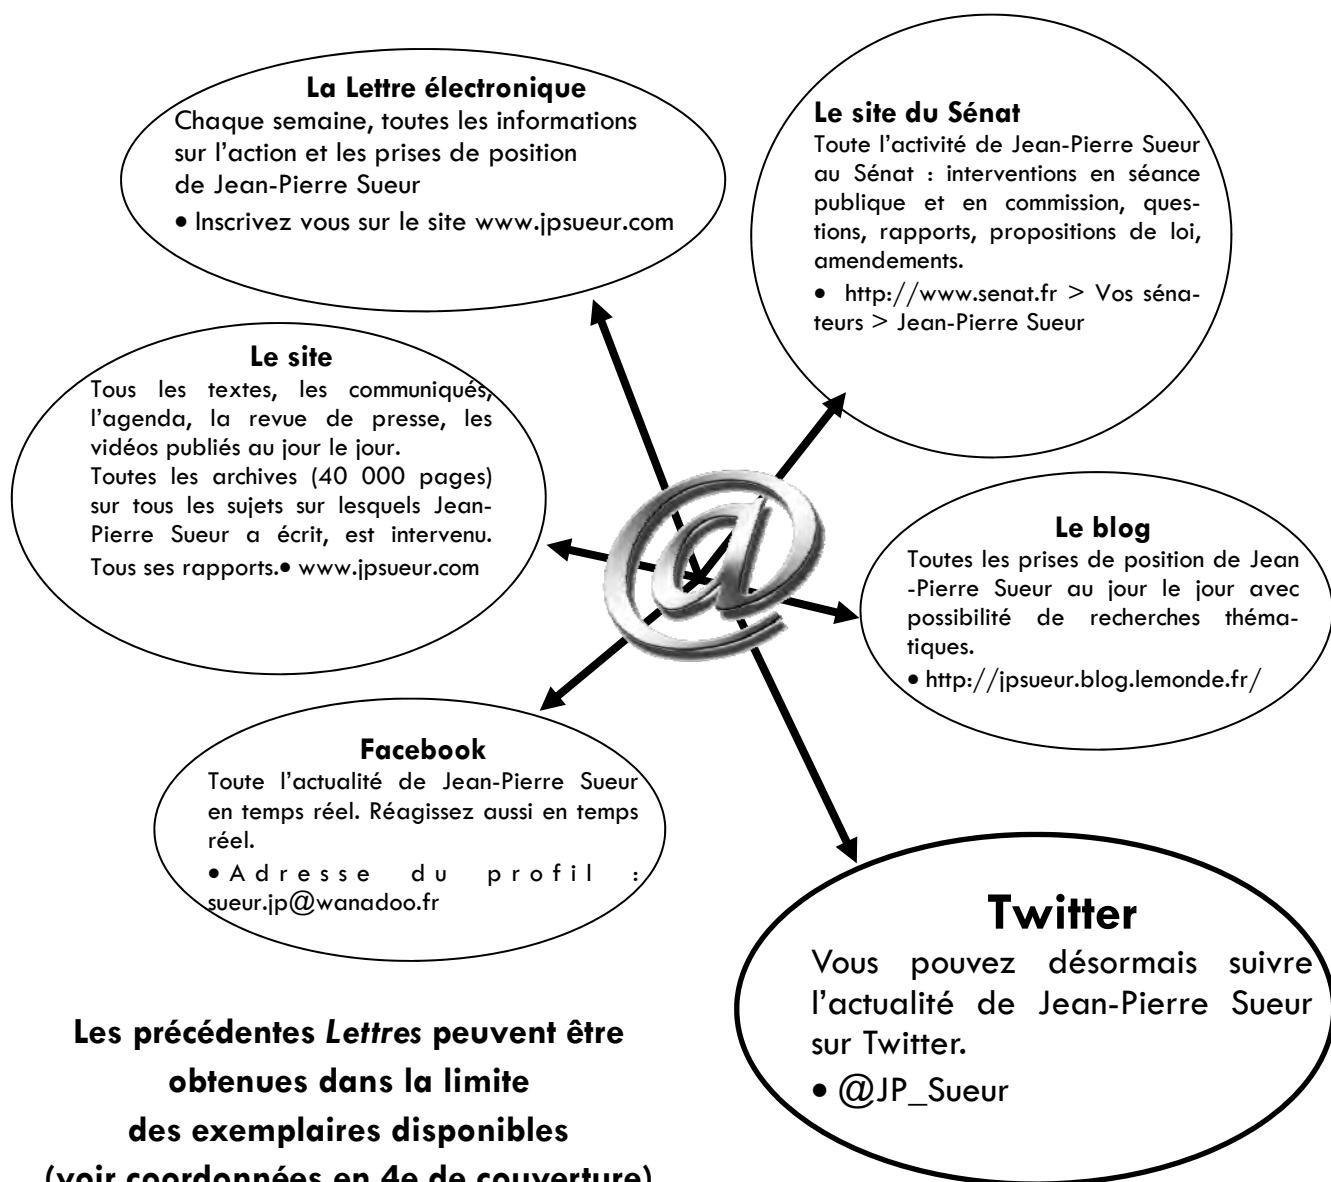 La Lettre électronique
Chaque semaine, toutes les informations
sur l'action et les prises de position
de Jean-Pierre Sueur
• Inscrivez vous sur le site www.jpsueur.com
Le site du Sénat
Toute l'activité de Jean-Pierre Sueur
au Sénat : interventions en séance
publique et en commission, ques-
tions, rapports, propositions de loi,
amendements.
• http://www.senat.fr > Vos séna-
teurs > Jean-Pierre Sueur
Le site
Tous les textes, les communiqués,
l'agenda, la revue de presse, les
vidéos publiés au jour le jour.
Toutes les archives (40 000 pages)
sur tous les sujets sur lesquels Jean-
Pierre Sueur a écrit, est intervenu.
Tous ses rapports.• www.jpsueur.com
@
Le blog
Toutes les prises de position de Jean
-Pierre Sueur au jour le jour avec
possibilité de recherches théma-
tiques.
• http://jpsueur.blog.lemonde.fr/
Facebook
Toute l'actualité de Jean-Pierre Sueur
en temps réel. Réagissez aussi en temps
réel.
• Adresse du profil :
sueur.jp@wanadoo.fr
Twitter
Vous pouvez désormais suivre
l'actualité de Jean-Pierre Sueur
sur Twitter.
• @JP_Sueur
Les précédentes Lettres peuvent être
obtenues dans la limite
des exemplaires disponibles
(voir coordonnées en 4e de couverture)